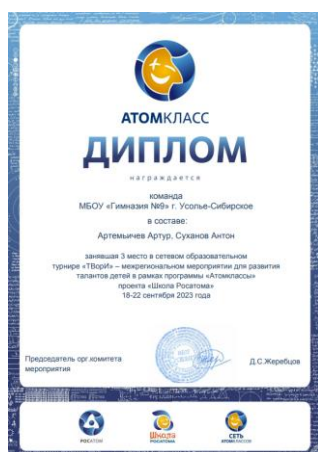 АТОМКЛАСС
ДИПЛОМ
награждается
команда
МБОУ «Гимназия №9» г. Усолье-Сибирское
в составе:
Артемьичев Артур, Суханов Антон
занявшая 3 место в сетевом образовательном
турнире «ТВориЙ» – межрегиональном мероприятии для развития
талантов детей в рамках программы «Атомклассы»
проекта «Школа Росатома»
18-22 сентября 2023 года
Председатель орг.комитета
мероприятия
Д.С.Жеребцов
РОСАТОМ
Школа
РОСАТОМА
СЕТЬ
АТОМКЛАССОВ